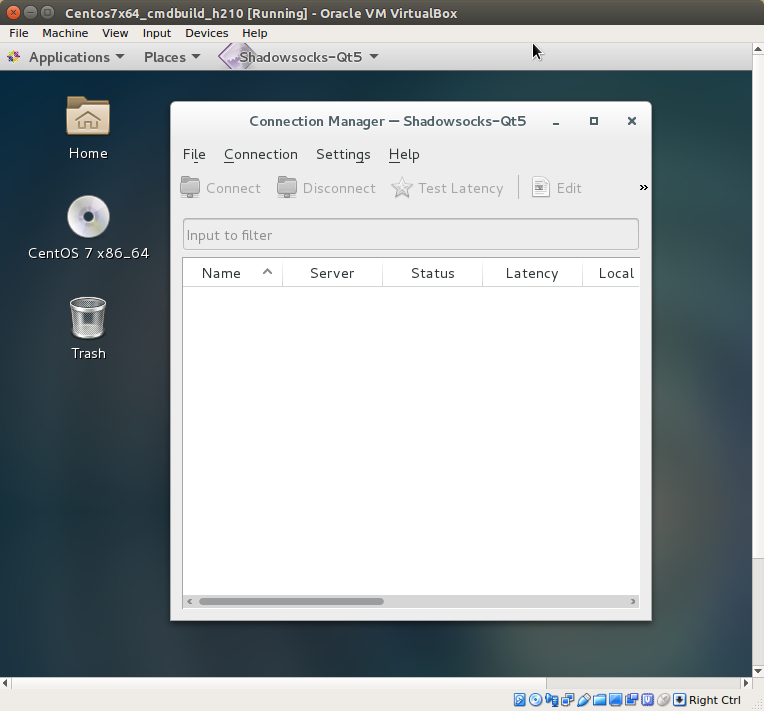 Centos7x64_cmdbuild_h210 [Running] - Oracle VM VirtualBox
File Machine View Input Devices Help
Applications Places Shadowsocks-Qt5
Home
CentOS 7 x86_64
Trash
Connection Manager — Shadowsocks-Qt5
File Connection Settings Help
Connect Disconnect Test Latency Edit »
Input to filter
Name Server Status Latency Local
Right Ctrl